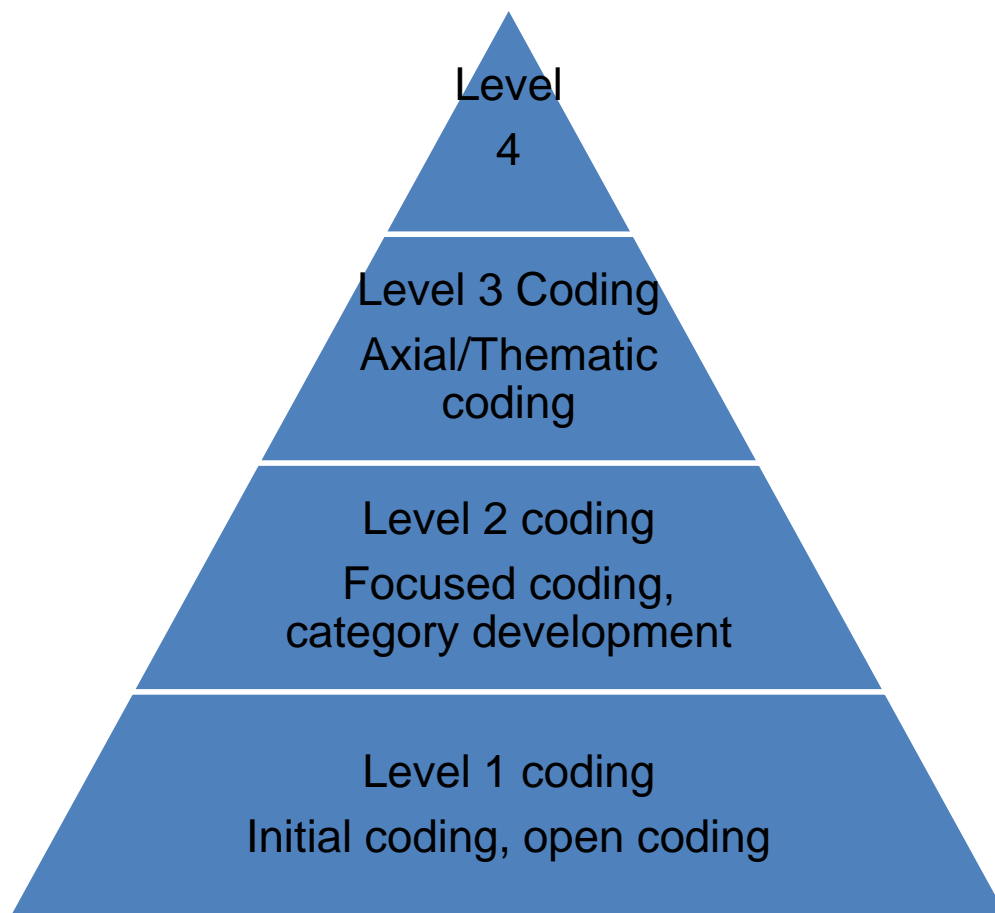 Level
4
Level 3 Coding
Axial/Thematic
coding
Level 2 coding
Focused coding,
category development
Level 1 coding
Initial coding, open coding